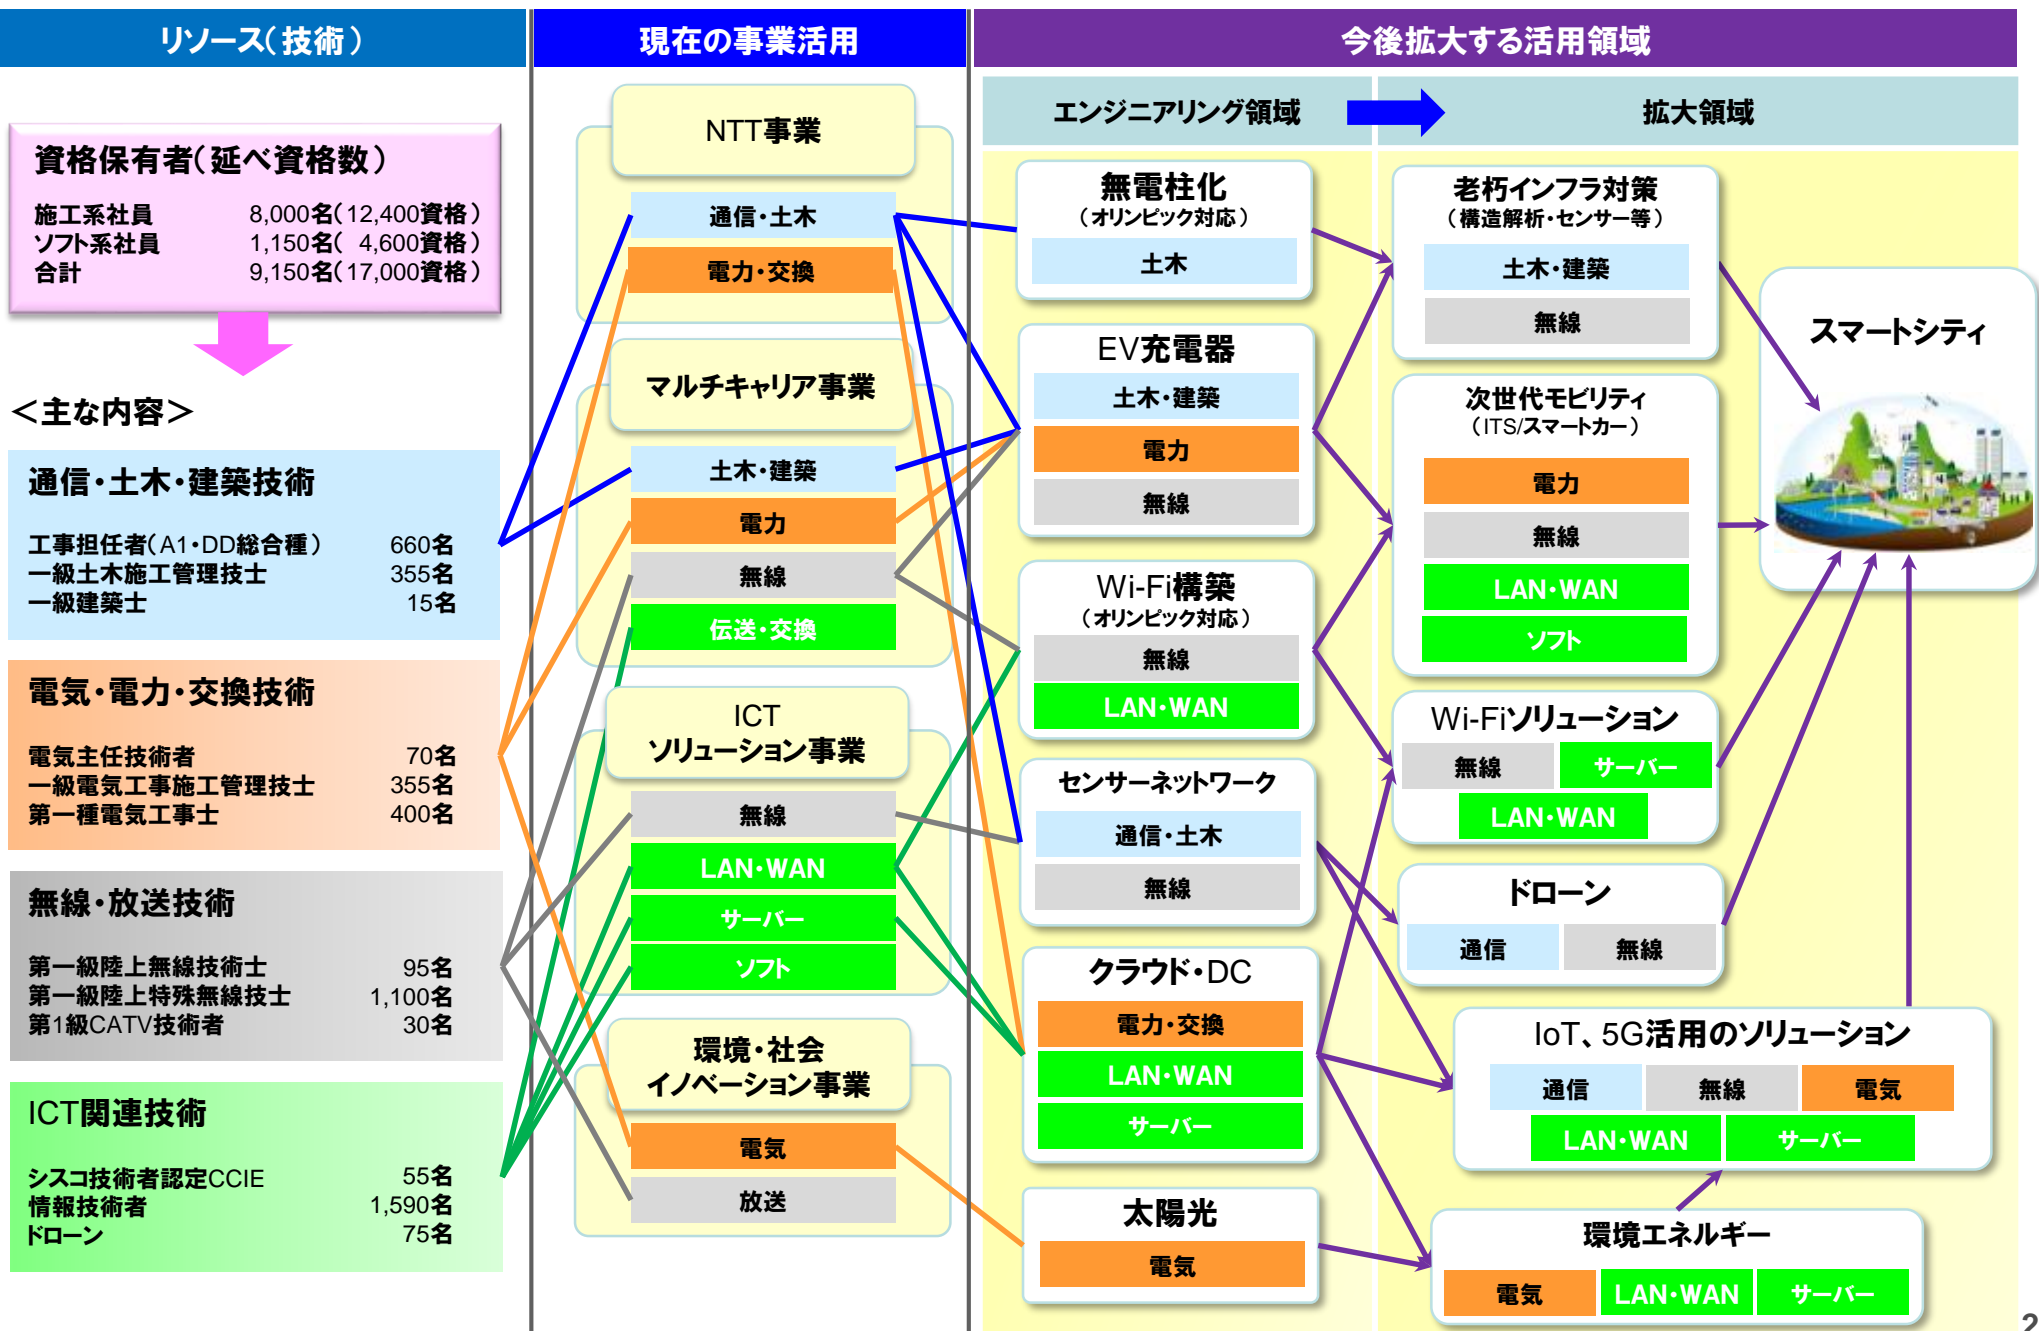 リソース(技術)
現在の事業活用
今後拡大する活用領域
資格保有者(延べ資格数)
施工系社員 8,000名(12,400資格)
ソフト系社員 1,150名( 4,600資格)
合計 9,150名(17,000資格)
＜主な内容＞
通信・土木・建築技術
工事担任者(A1・DD総合種) 660名
一級土木施工管理技士 355名
一級建築士 15名
電気・電力・交換技術
電気主任技術者 70名
一級電気工事施工管理技士 355名
第一種電気工事士 400名
無線・放送技術
第一級陸上無線技術士 95名
第一級陸上特殊無線技士 1,100名
第1級CATV技術者 30名
ICT関連技術
シスコ技術者認定CCIE 55名
情報技術者 1,590名
ドローン 75名
NTT事業
通信・土木
電力・交換
マルチキャリア事業
土木・建築
電力
無線
伝送・交換
ICT
ソリューション事業
無線
LAN・WAN
サーバー
ソフト
環境・社会
イノベーション事業
電気
放送
エンジニアリング領域
拡大領域
無電柱化
(オリンピック対応)
土木
EV充電器
土木・建築
電力
無線
Wi-Fi構築
(オリンピック対応)
無線
LAN・WAN
センサーネットワーク
通信・土木
無線
クラウド・DC
電力・交換
LAN・WAN
サーバー
太陽光
電気
老朽インフラ対策
(構造解析・センサー等)
土木・建築
無線
次世代モビリティ
(ITS/スマートカー)
電力
無線
LAN・WAN
ソフト
Wi-Fiソリューション
無線 サーバー
LAN・WAN
ドローン
通信 無線
IoT、5G活用のソリューション
通信 無線 電気
LAN・WAN サーバー
環境エネルギー
電気 LAN・WAN サーバー
スマートシティ
2